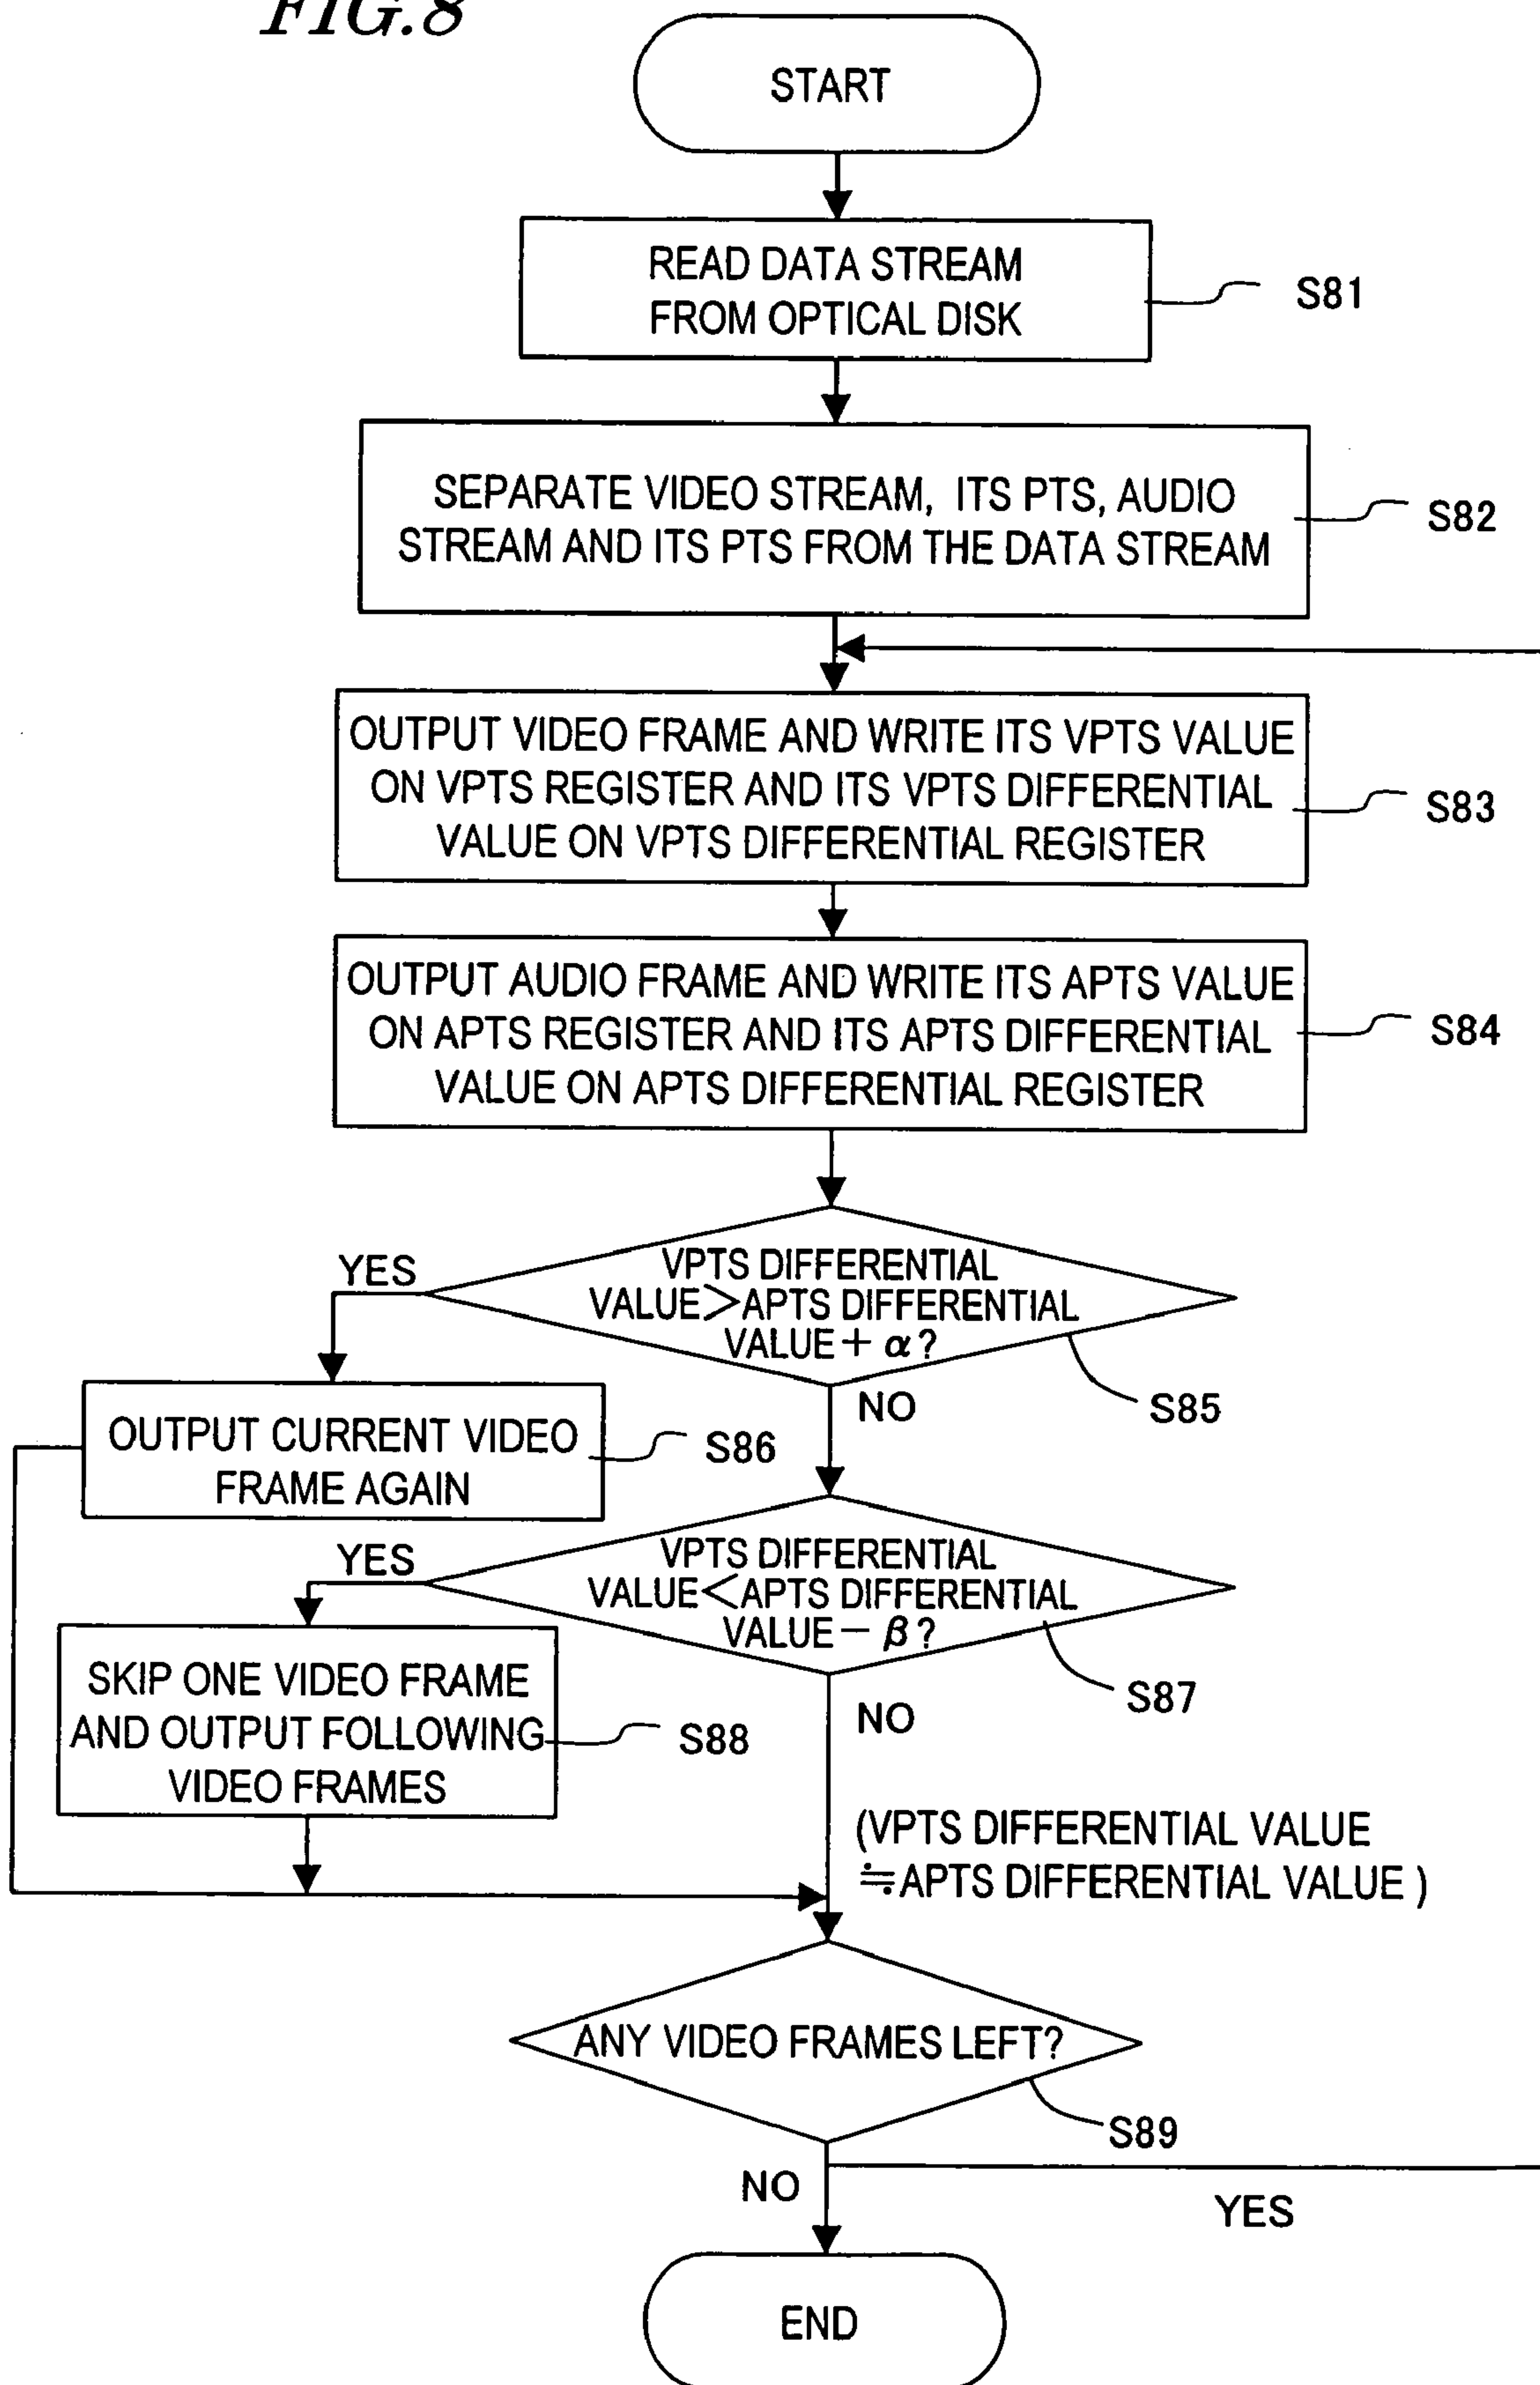 FIG.8
START
READ DATA STREAM
FROM OPTICAL DISK
S81
SEPARATE VIDEO STREAM, ITS PTS, AUDIO
STREAM AND ITS PTS FROM THE DATA STREAM
S82
OUTPUT VIDEO FRAME AND WRITE ITS VPTS VALUE
ON VPTS REGISTER AND ITS VPTS DIFFERENTIAL
VALUE ON VPTS DIFFERENTIAL REGISTER
S83
OUTPUT AUDIO FRAME AND WRITE ITS APTS VALUE
ON APTS REGISTER AND ITS APTS DIFFERENTIAL
VALUE ON APTS DIFFERENTIAL REGISTER
S84
YES
VPTS DIFFERENTIAL
VALUE>APTS DIFFERENTIAL
VALUE+ α?
S85
NO
OUTPUT CURRENT VIDEO
FRAME AGAIN
S86
YES
VPTS DIFFERENTIAL
VALUE<APTS DIFFERENTIAL
VALUE− β?
S87
NO
SKIP ONE VIDEO FRAME
AND OUTPUT FOLLOWING
VIDEO FRAMES
S88
(VPTS DIFFERENTIAL VALUE
≒APTS DIFFERENTIAL VALUE )
ANY VIDEO FRAMES LEFT?
S89
NO
YES
END